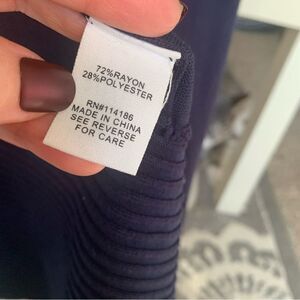 72%RAYON
28%POLYESTER
RN#114186
MADE IN CHINA
SEE REVERSE
FOR CARE